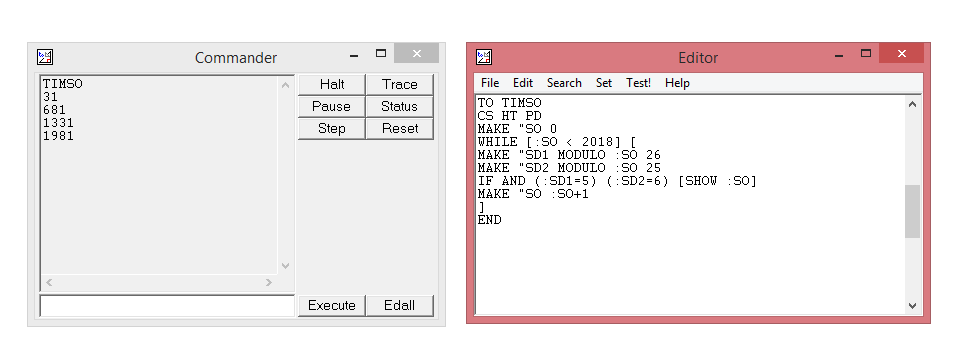 Commander
TIMSO
31
681
1331
1981
Halt Trace
Pause Status
Step Reset
Execute Edall
Editor
File Edit Search Set Test! Help
TO TIMSO
CS HT PD
MAKE "SO 0
WHILE [:SO < 2018] [
MAKE "SD1 MODULO :SO 26
MAKE "SD2 MODULO :SO 25
IF AND (:SD1=5) (:SD2=6) [SHOW :SO]
MAKE "SO :SO+1
]
END